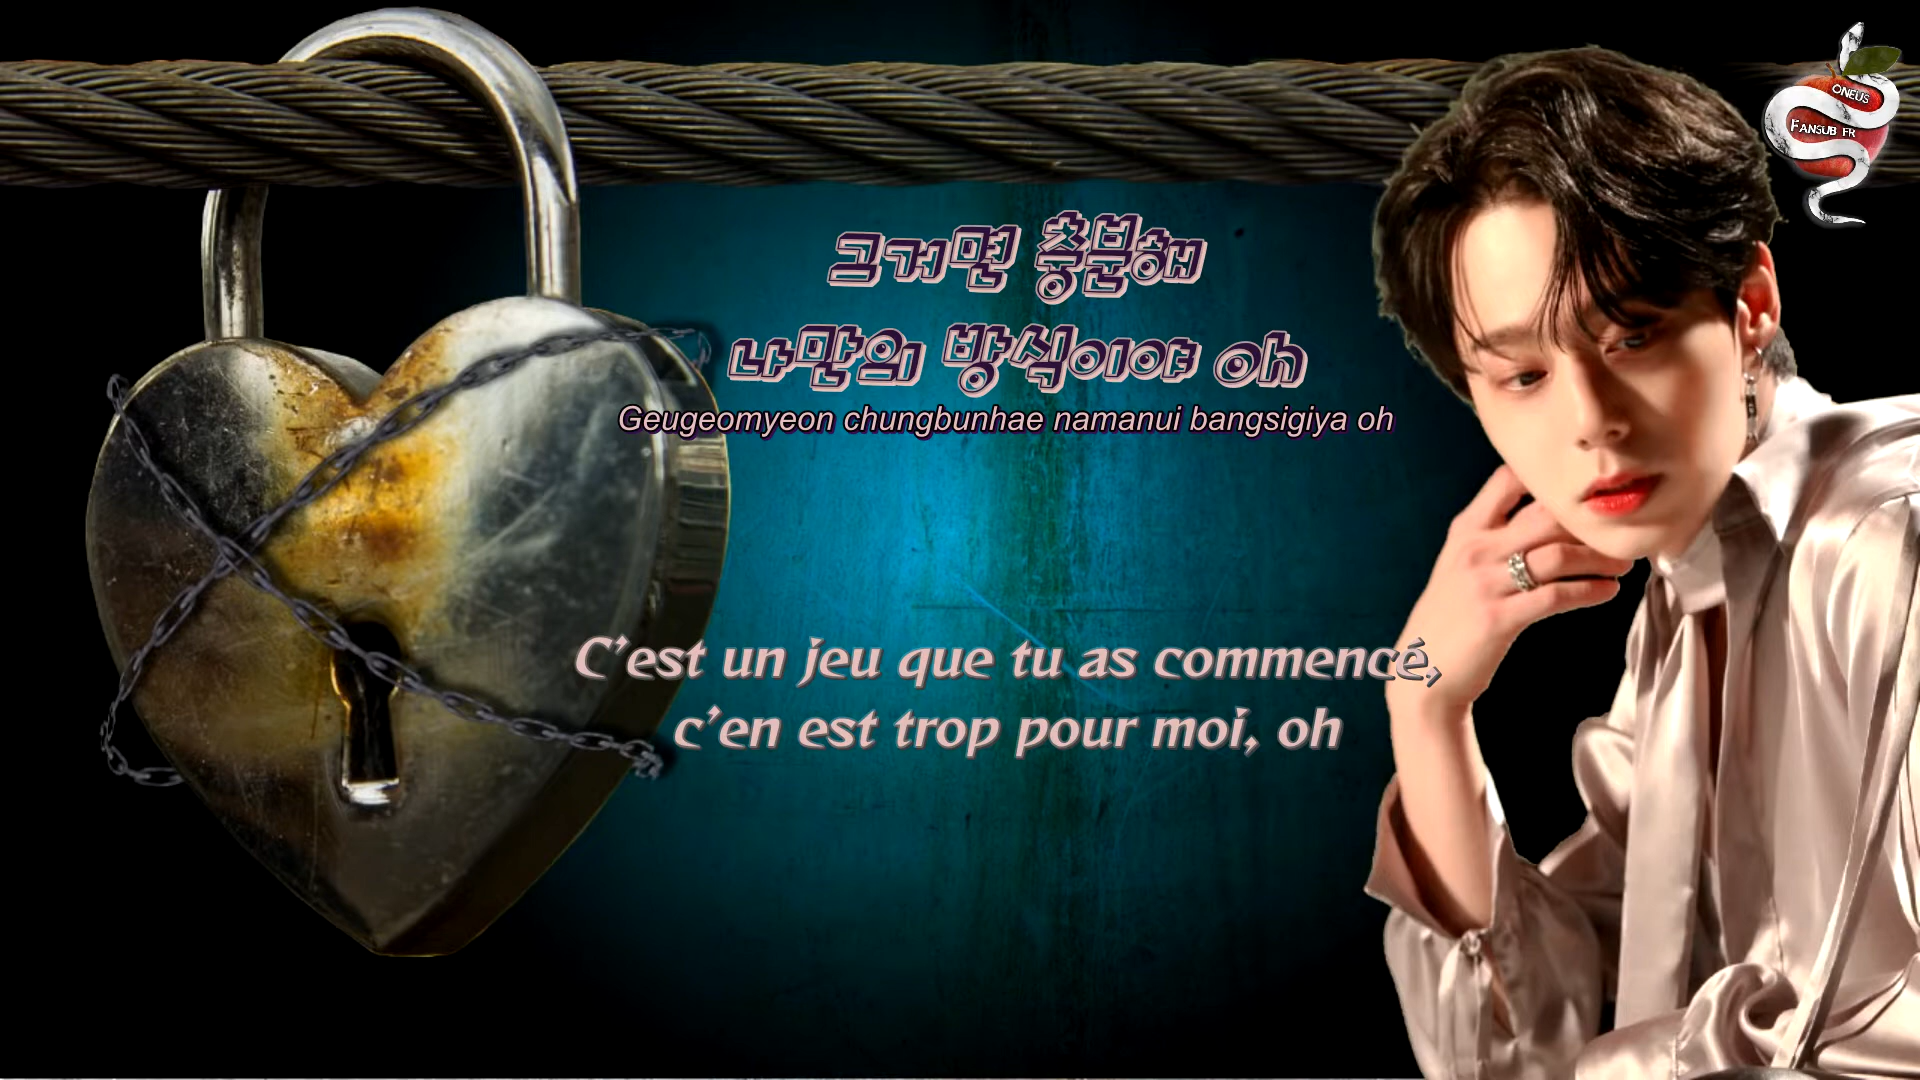 ONEUS
FANSUB FR
그거면 충분해
나만의 방식이야 oh
Geugeomyeon chungbunhae namanui bangsigiya oh
C'est un jeu que tu as commencé,
c'en est trop pour moi, oh